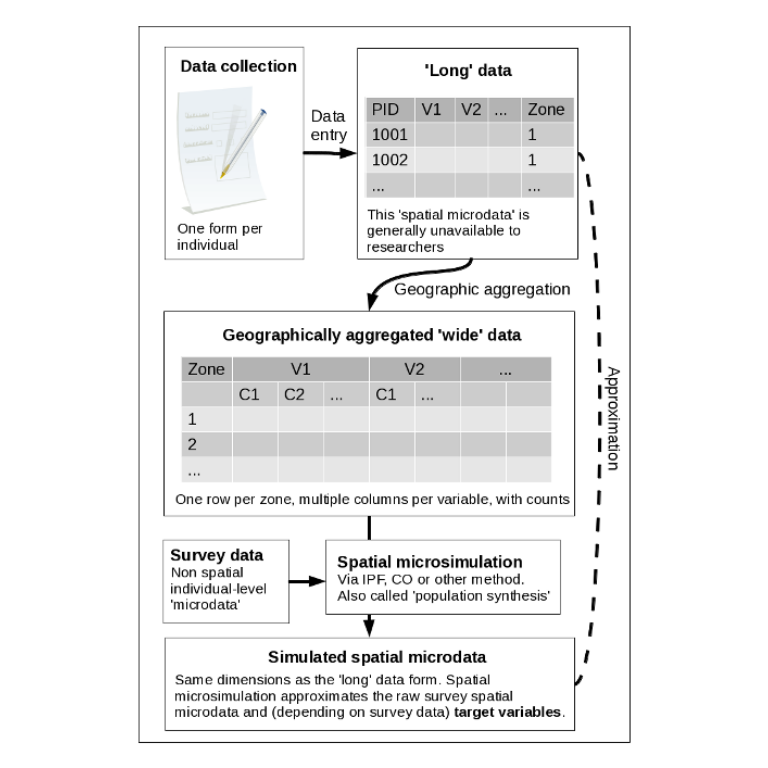 Data collection
One form per
individual
Data
entry
'Long' data
PID V1 V2 ... Zone
1001 1
1002 1
... ...
This 'spatial microdata' is
generally unavailable to
researchers
Geographic aggregation
Geographically aggregated 'wide' data
Zone V1 V2 ...
C1 C2 ... C1 ...
1
2
...
One row per zone, multiple columns per variable, with counts
Approximation
Survey data
Non spatial
individual-level
'microdata'
Spatial microsimulation
Via IPF, CO or other method.
Also called 'population synthesis'
Simulated spatial microdata
Same dimensions as the 'long' data form. Spatial
microsimulation approximates the raw survey spatial
microdata and (depending on survey data) target variables.